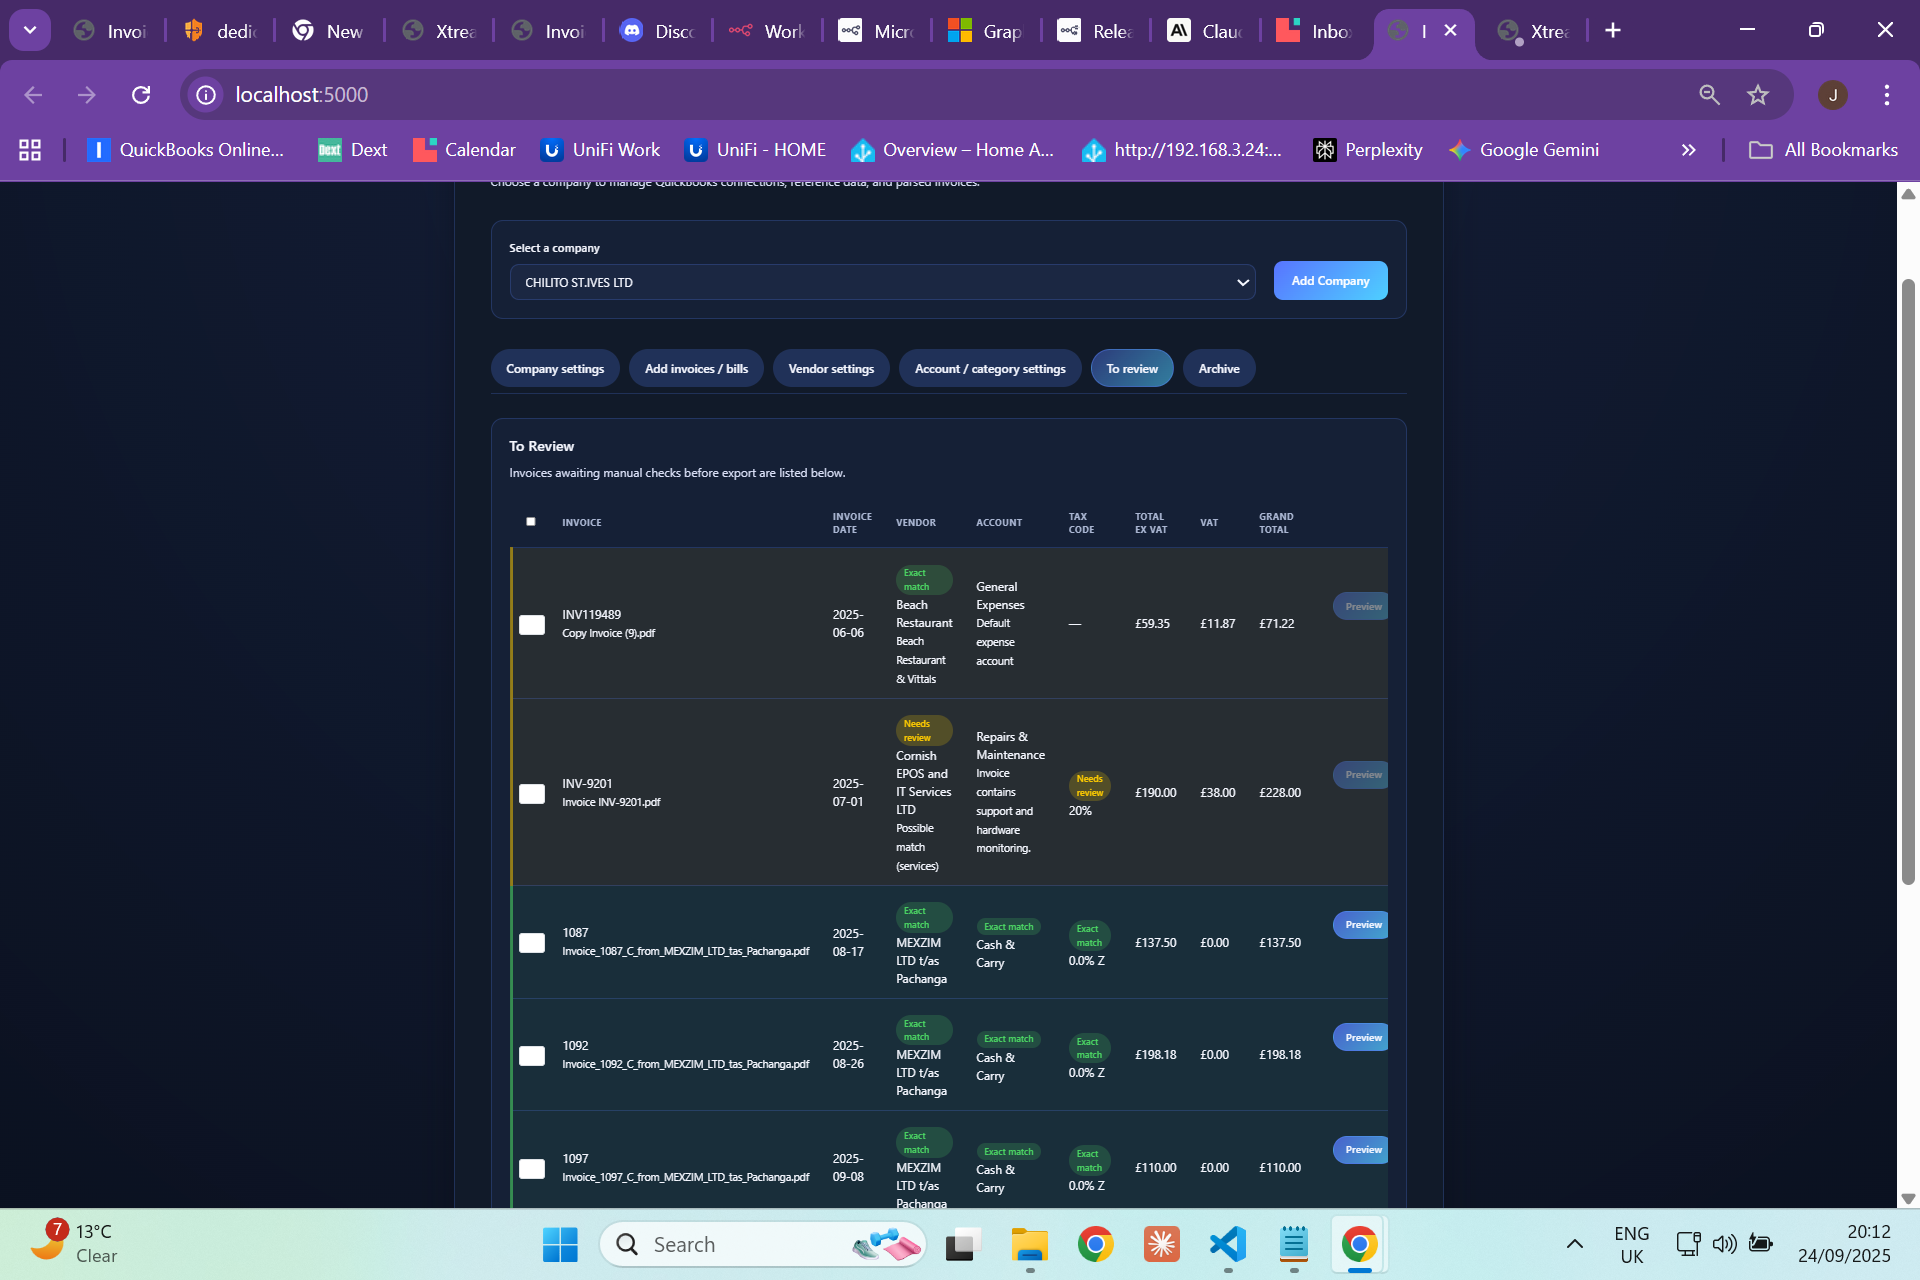 Invoi
dedic
New
Xtrea
Invoi
Disco
Work
Micro
Grap
Relea
Claud
Inbox
I
Xtrea
localhost:5000
J
QuickBooks Online...
Dext
Calendar
UniFi Work
UniFi - HOME
Overview – Home A...
http://192.168.3.24:...
Perplexity
Google Gemini
All Bookmarks
Choose a company to manage QuickBooks connections, reference data, and parsed invoices.
Select a company
CHILITO ST.IVES LTD
Add Company
Company settings
Add invoices / bills
Vendor settings
Account / category settings
To review
Archive
To Review
Invoices awaiting manual checks before export are listed below.
INVOICE
INVOICE
DATE
VENDOR
ACCOUNT
TAX
CODE
TOTAL
EX VAT
VAT
GRAND
TOTAL
INV119489
Copy Invoice (9).pdf
2025-
06-06
Exact
match
Beach
Restaurant
Beach
Restaurant
& Vittals
General
Expenses
Default
expense
account
—
£59.35
£11.87
£71.22
Preview
INV-9201
Invoice INV-9201.pdf
2025-
07-01
Needs
review
Cornish
EPOS and
IT Services
LTD
Possible
match
(services)
Repairs &
Maintenance
Invoice
contains
support and
hardware
monitoring.
Needs
review
20%
£190.00
£38.00
£228.00
Preview
1087
Invoice_1087_C_from_MEXZIM_LTD_tas_Pachanga.pdf
2025-
08-17
Exact
match
MEXZIM
LTD t/as
Pachanga
Exact match
Cash &
Carry
Exact
match
0.0% Z
£137.50
£0.00
£137.50
Preview
1092
Invoice_1092_C_from_MEXZIM_LTD_tas_Pachanga.pdf
2025-
08-26
Exact
match
MEXZIM
LTD t/as
Pachanga
Exact match
Cash &
Carry
Exact
match
0.0% Z
£198.18
£0.00
£198.18
Preview
1097
Invoice_1097_C_from_MEXZIM_LTD_tas_Pachanga.pdf
2025-
09-08
Exact
match
MEXZIM
LTD t/as
Pachanga
Exact match
Cash &
Carry
Exact
match
0.0% Z
£110.00
£0.00
£110.00
Preview
7
13°C
Clear
Search
ENG
UK
20:12
24/09/2025